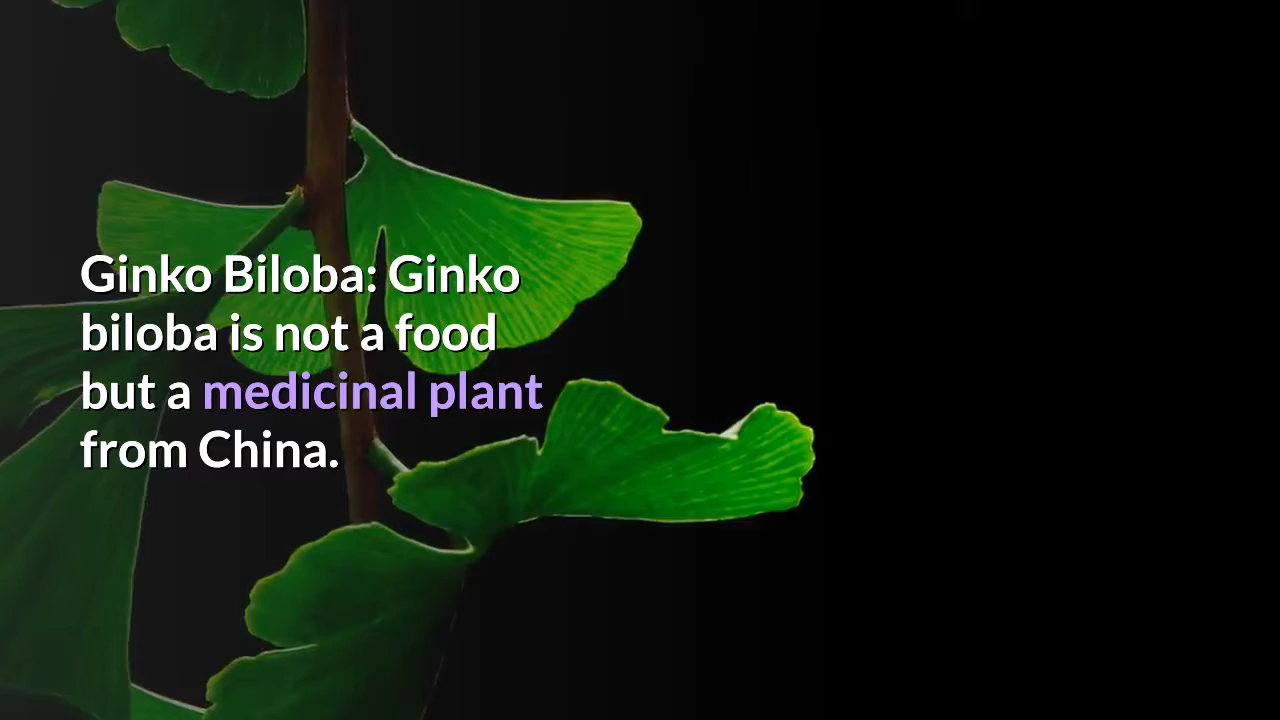 Ginko Biloba: Ginko
biloba is not a food
but a medicinal plant
from China.